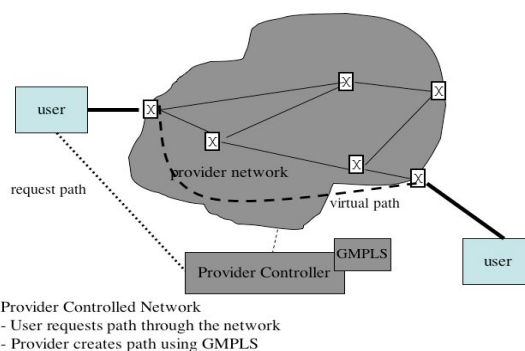 X
X
user
X
X
provider network
X
X
request path
virtual path
GMPLS
Provider Controller
user
Provider Controlled Network
- User requests path through the network
- Provider creates path using GMPLS